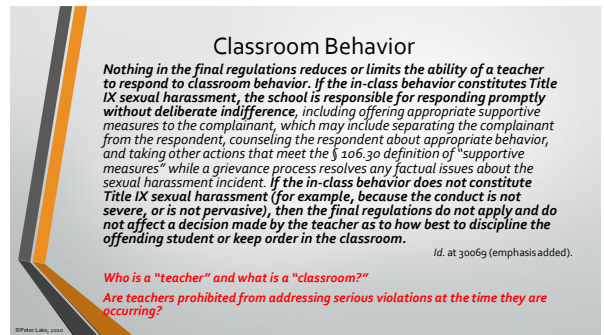 Classroom Behavior
Nothing in the final regulations reduces or limits the ability of a teacher
to respond to classroom behavior. If the in-class behavior constitutes Title
IX sexual harassment, the school is responsible for responding promptly
without deliberate indifference, including offering appropriate supportive
measures to the complainant, which may include separating the complainant
from the respondent, counseling the respondent about appropriate behavior,
and taking other actions that meet the § 106.30 definition of “supportive
measures” while a grievance process resolves any factual issues about the
sexual harassment incident. If the in-class behavior does not constitute
Title IX sexual harassment (for example, because the conduct is not
severe, or is not pervasive), then the final regulations do not apply and do
not affect a decision made by the teacher as to how best to discipline the
offending student or keep order in the classroom.
Id. at 30069 (emphasis added).
Who is a “teacher” and what is a “classroom?”
Are teachers prohibited from addressing serious violations at the time they are
occurring?
©Peter Lake, 2020